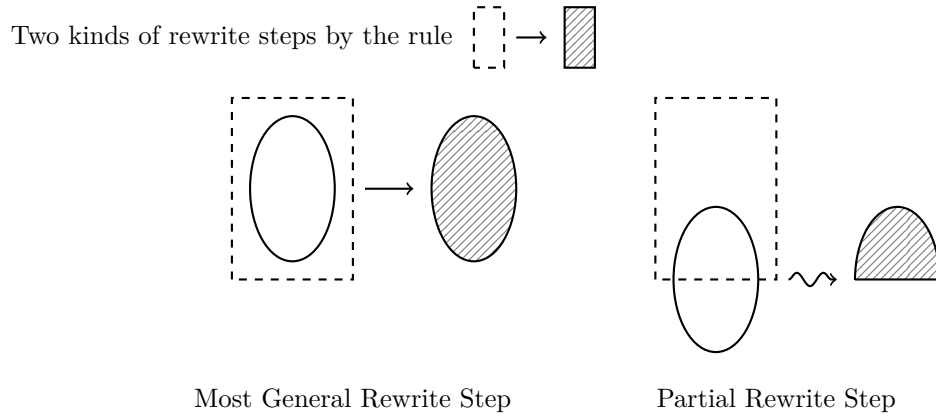 Two kinds of rewrite steps by the rule
Most General Rewrite Step
Partial Rewrite Step